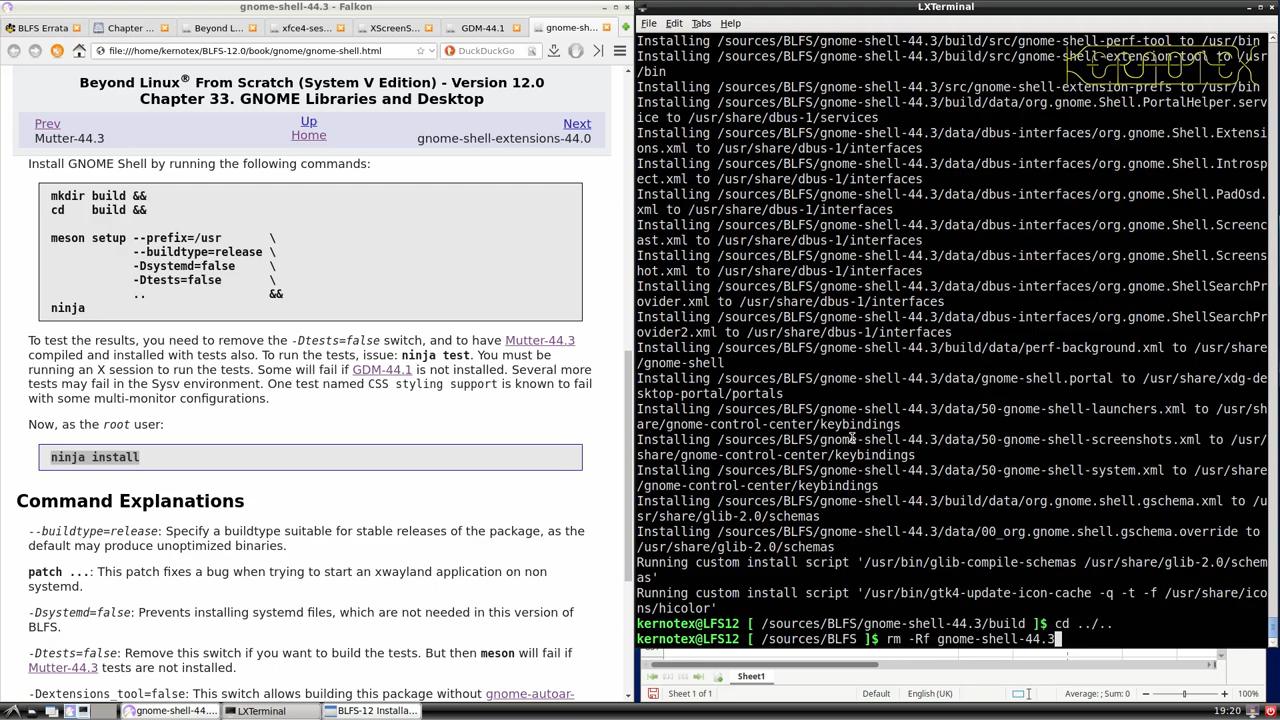 gnome-shell-44.3 - Falkon
BLFS Errata
Chapter
Beyond L
xfce4-ses
XScreenS
GDM-44.1
gnome-sh
file:///home/kernotex/BLFS-12.0/book/gnome/gnome-shell.html
DuckDuckGo
Beyond Linux® From Scratch (System V Edition) - Version 12.0
Chapter 33. GNOME Libraries and Desktop
Prev
Up
Next
Mutter-44.3
Home
gnome-shell-extensions-44.0
Install GNOME Shell by running the following commands:
mkdir build &&
cd    build &&
meson setup --prefix=/usr       \
--buildtype=release \
-Dsystemd=false     \
-Dtests=false       \
..                  &&
ninja
To test the results, you need to remove the -Dtests=false switch, and to have Mutter-44.3
compiled and installed with tests also. To run the tests, issue: ninja test. You must be
running an X session to run the tests. Some will fail if GDM-44.1 is not installed. Several more
tests may fail in the Sysv environment. One test named CSS styling support is known to fail
with some multi-monitor configurations.
Now, as the root user:
ninja install
Command Explanations
--buildtype=release: Specify a buildtype suitable for stable releases of the package, as the
default may produce unoptimized binaries.
patch ...: This patch fixes a bug when trying to start an xwayland application on non
systemd.
-Dsystemd=false: Prevents installing systemd files, which are not needed in this version of
BLFS.
-Dtests=false: Remove this switch if you want to build the tests. But then meson will fail if
Mutter-44.3 tests are not installed.
-Dextensions_tool=false: This switch allows building this package without gnome-autoar-
LXTerminal
File Edit Tabs Help
Installing /sources/BLFS/gnome-shell-44.3/build/src/gnome-shell-perf-tool to /usr/bin
Installing /sources/BLFS/gnome-shell-44.3/build/src/gnome-shell-extension-tool to /usr
/bin
Installing /sources/BLFS/gnome-shell-44.3/src/gnome-shell-extension-prefs to /usr/bin
Installing /sources/BLFS/gnome-shell-44.3/build/data/org.gnome.Shell.PortalHelper.serv
ice to /usr/share/dbus-1/services
Installing /sources/BLFS/gnome-shell-44.3/data/dbus-interfaces/org.gnome.Shell.Extensi
ons.xml to /usr/share/dbus-1/interfaces
Installing /sources/BLFS/gnome-shell-44.3/data/dbus-interfaces/org.gnome.Shell.Introsp
ect.xml to /usr/share/dbus-1/interfaces
Installing /sources/BLFS/gnome-shell-44.3/data/dbus-interfaces/org.gnome.Shell.PadOsd.
xml to /usr/share/dbus-1/interfaces
Installing /sources/BLFS/gnome-shell-44.3/data/dbus-interfaces/org.gnome.Shell.Screenc
ast.xml to /usr/share/dbus-1/interfaces
Installing /sources/BLFS/gnome-shell-44.3/data/dbus-interfaces/org.gnome.Shell.Screens
hot.xml to /usr/share/dbus-1/interfaces
Installing /sources/BLFS/gnome-shell-44.3/data/dbus-interfaces/org.gnome.ShellSearchPr
ovider.xml to /usr/share/dbus-1/interfaces
Installing /sources/BLFS/gnome-shell-44.3/data/dbus-interfaces/org.gnome.ShellSearchPr
ovider2.xml to /usr/share/dbus-1/interfaces
Installing /sources/BLFS/gnome-shell-44.3/build/data/perf-background.xml to /usr/share
/gnome-shell
Installing /sources/BLFS/gnome-shell-44.3/data/gnome-shell.portal to /usr/share/xdg-de
sktop-portal/portals
Installing /sources/BLFS/gnome-shell-44.3/data/50-gnome-shell-launchers.xml to /usr/sh
are/gnome-control-center/keybindings
Installing /sources/BLFS/gnome-shell-44.3/data/50-gnome-shell-screenshots.xml to /usr/
share/gnome-control-center/keybindings
Installing /sources/BLFS/gnome-shell-44.3/data/50-gnome-shell-system.xml to /usr/share
/gnome-control-center/keybindings
Installing /sources/BLFS/gnome-shell-44.3/build/data/org.gnome.shell.gschema.xml to /u
sr/share/glib-2.0/schemas
Installing /sources/BLFS/gnome-shell-44.3/data/00_org.gnome.shell.gschema.override to
/usr/share/glib-2.0/schemas
Running custom install script '/usr/bin/glib-compile-schemas /usr/share/glib-2.0/schem
as'
Running custom install script '/usr/bin/gtk4-update-icon-cache -q -t -f /usr/share/ico
ns/hicolor'
kernotex@LFS12 [ /sources/BLFS/gnome-shell-44.3/build ]$ cd ../..
kernotex@LFS12 [ /sources/BLFS ]$ rm -Rf gnome-shell-44.3
Sheet1
Sheet 1 of 1
Default
English (UK)
Average: ; Sum: 0
100%
gnome-shell-44....
LXTerminal
BLFS-12 Installa...
19:20